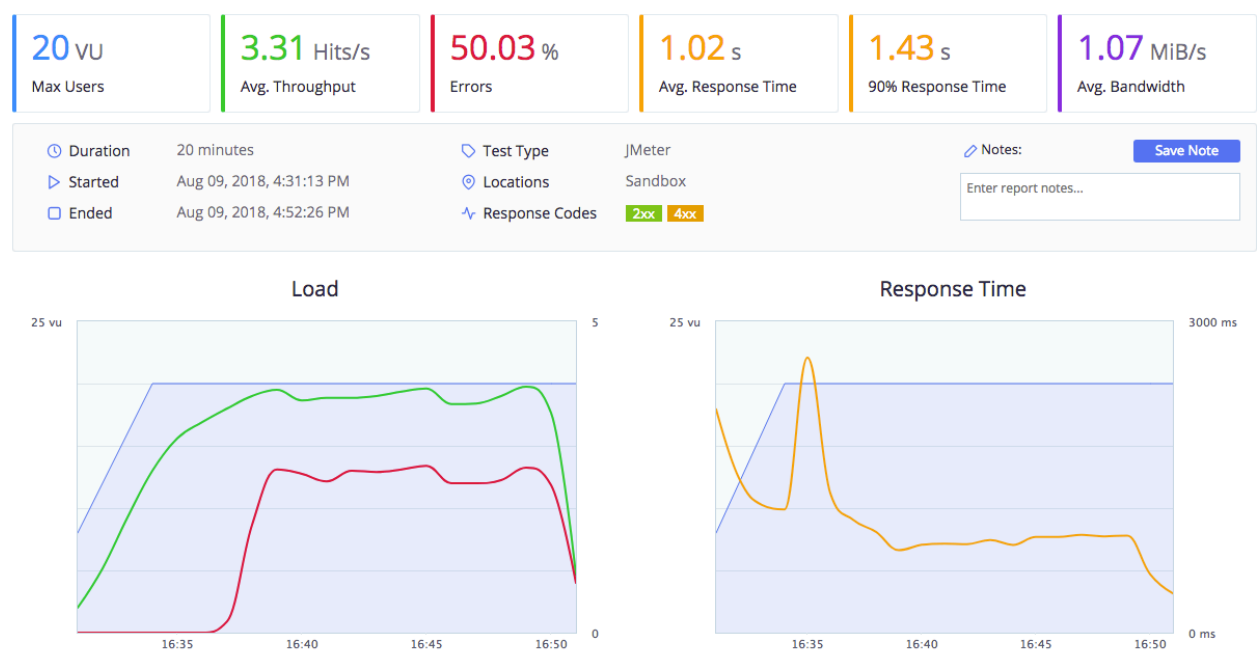 20 VU
Max Users
3.31 Hits/s
Avg. Throughput
50.03 %
Errors
1.02 s
Avg. Response Time
1.43 s
90% Response Time
1.07 MiB/s
Avg. Bandwidth
Duration 20 minutes
Started Aug 09, 2018, 4:31:13 PM
Ended Aug 09, 2018, 4:52:26 PM
Test Type JMeter
Locations Sandbox
Response Codes 2xx 4xx
Notes: Save Note
Enter report notes...
Load
25 vu 5
0
16:35 16:40 16:45 16:50
Response Time
25 vu 3000 ms
0 ms
16:35 16:40 16:45 16:50